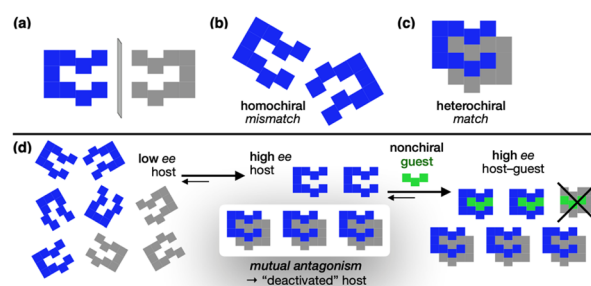 (a)
(b)
(c)
homochiral
mismatch
heterochiral
match
(d)
low ee
host
high ee
host
nonchiral
guest
high ee
host–guest
mutual antagonism
→ "deactivated" host